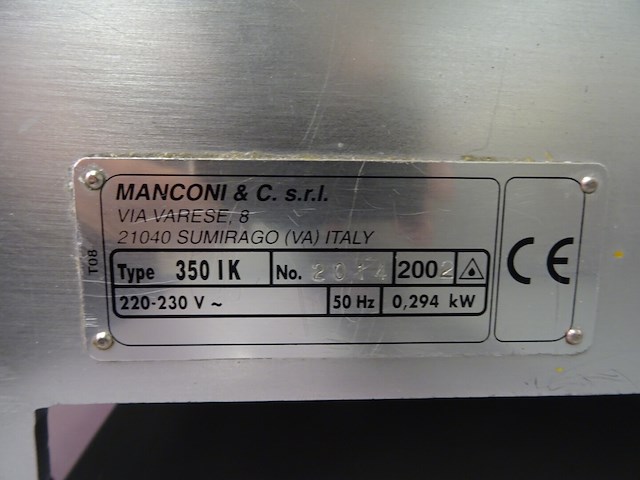 MANCONI & C. s.r.l.
VIA VARESE, 8
21040 SUMIRAGO (VA) ITALY
T08
Type 350 IK No. 2002
220-230 V ~ 50 Hz 0,294 kW
CE